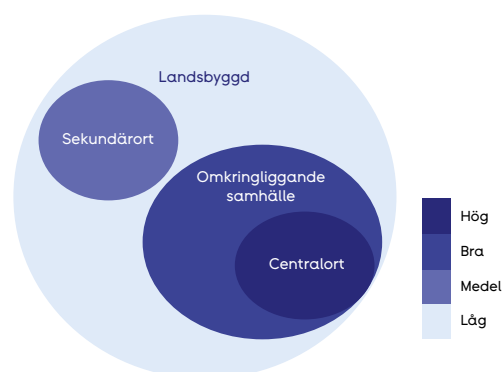 Landsbyggd
Sekundärort
Omkringliggande
samhälle
Centralort
Hög
Bra
Medel
Låg